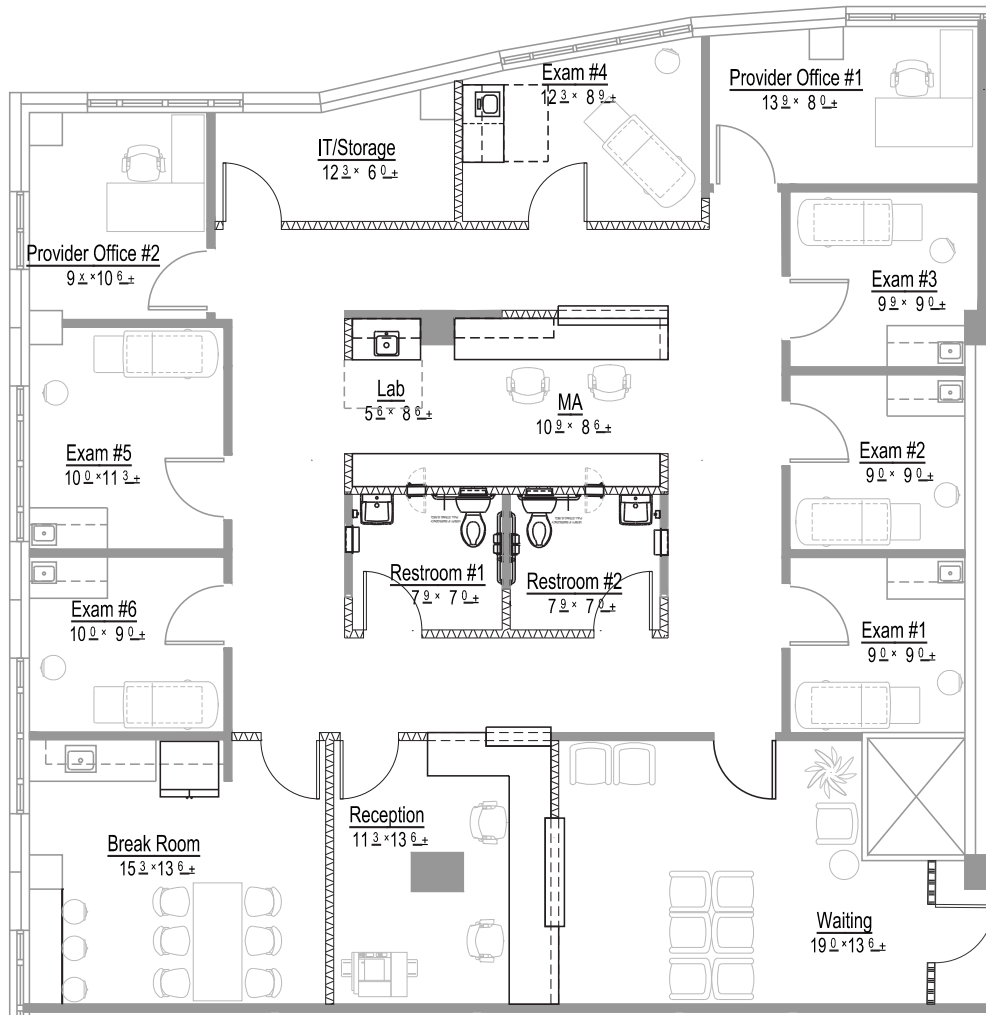 Exam #4
12 3 x 8 9 ±
Provider Office #1
13 9 x 8 0 ±
IT/Storage
12 3 x 6 0 ±
Provider Office #2
9 x x 10 6 ±
Exam #3
9 9 x 9 0 ±
Lab
5 6 x 8 6 ±
MA
10 9 x 8 6 ±
Exam #5
10 0 x 11 3 ±
Exam #2
9 0 x 9 0 ±
Restroom #1
7 9 x 7 0 ±
Restroom #2
7 9 x 7 0 ±
Exam #6
10 0 x 9 0 ±
Exam #1
9 0 x 9 0 ±
Reception
11 3 x 13 6 ±
Break Room
15 3 x 13 6 ±
Waiting
19 0 x 13 6 ±